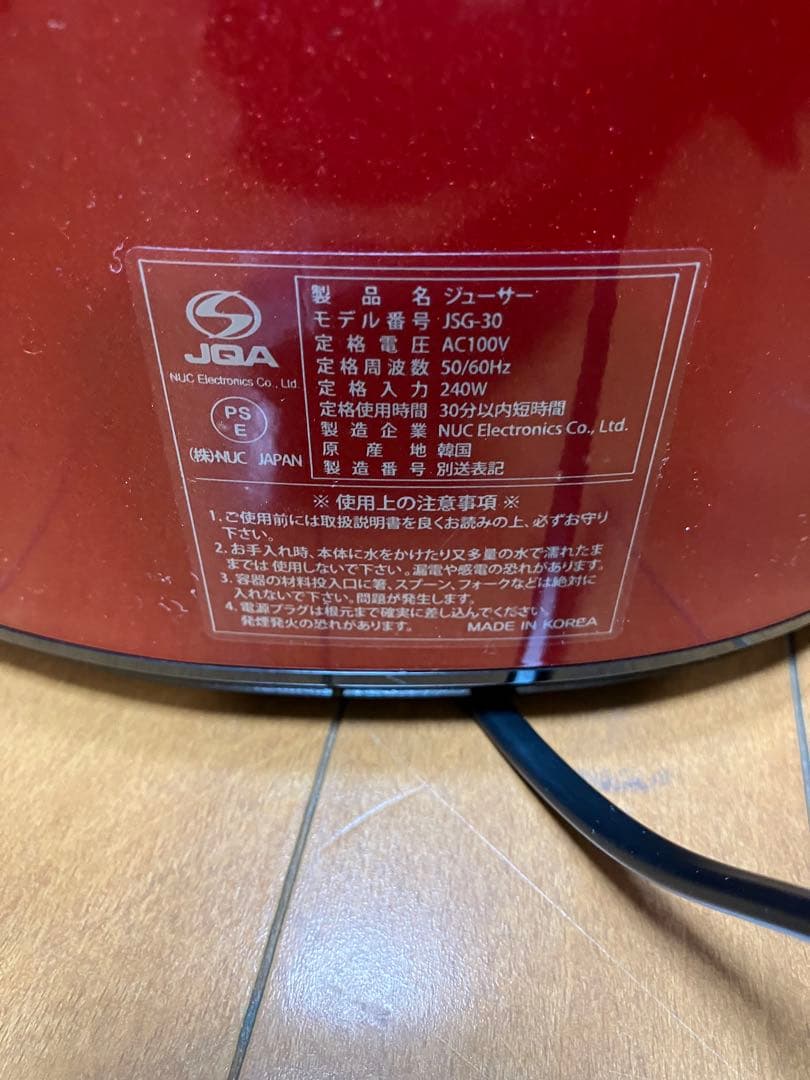 JQA
NUC Electronics Co., Ltd.
PS
E
(株)NUC JAPAN
製品名 ジューサー
モデル番号 JSG-30
定格電圧 AC100V
定格周波数 50/60Hz
定格入力 240W
定格使用時間 30分以内短時間
製造企業 NUC Electronics Co., Ltd.
原産地 韓国
製造番号 別送表記
※ 使用上の注意事項 ※
1. ご使用前には取扱説明書を良くお読みの上、必ずお守り
下さい。
2. お手入れ時、本体に水をかけたり又多量の水で濡れたま
までは 使用しないで下さい。漏電や感電の恐れがあります。
3. 容器の材料投入口に箸、スプーン、フォークなどは絶対に
入れないで下さい。問題が発生します。
4. 電源プラグは根元まで確実に差し込んでください。
発煙発火の恐れがあります。 MADE IN KOREA